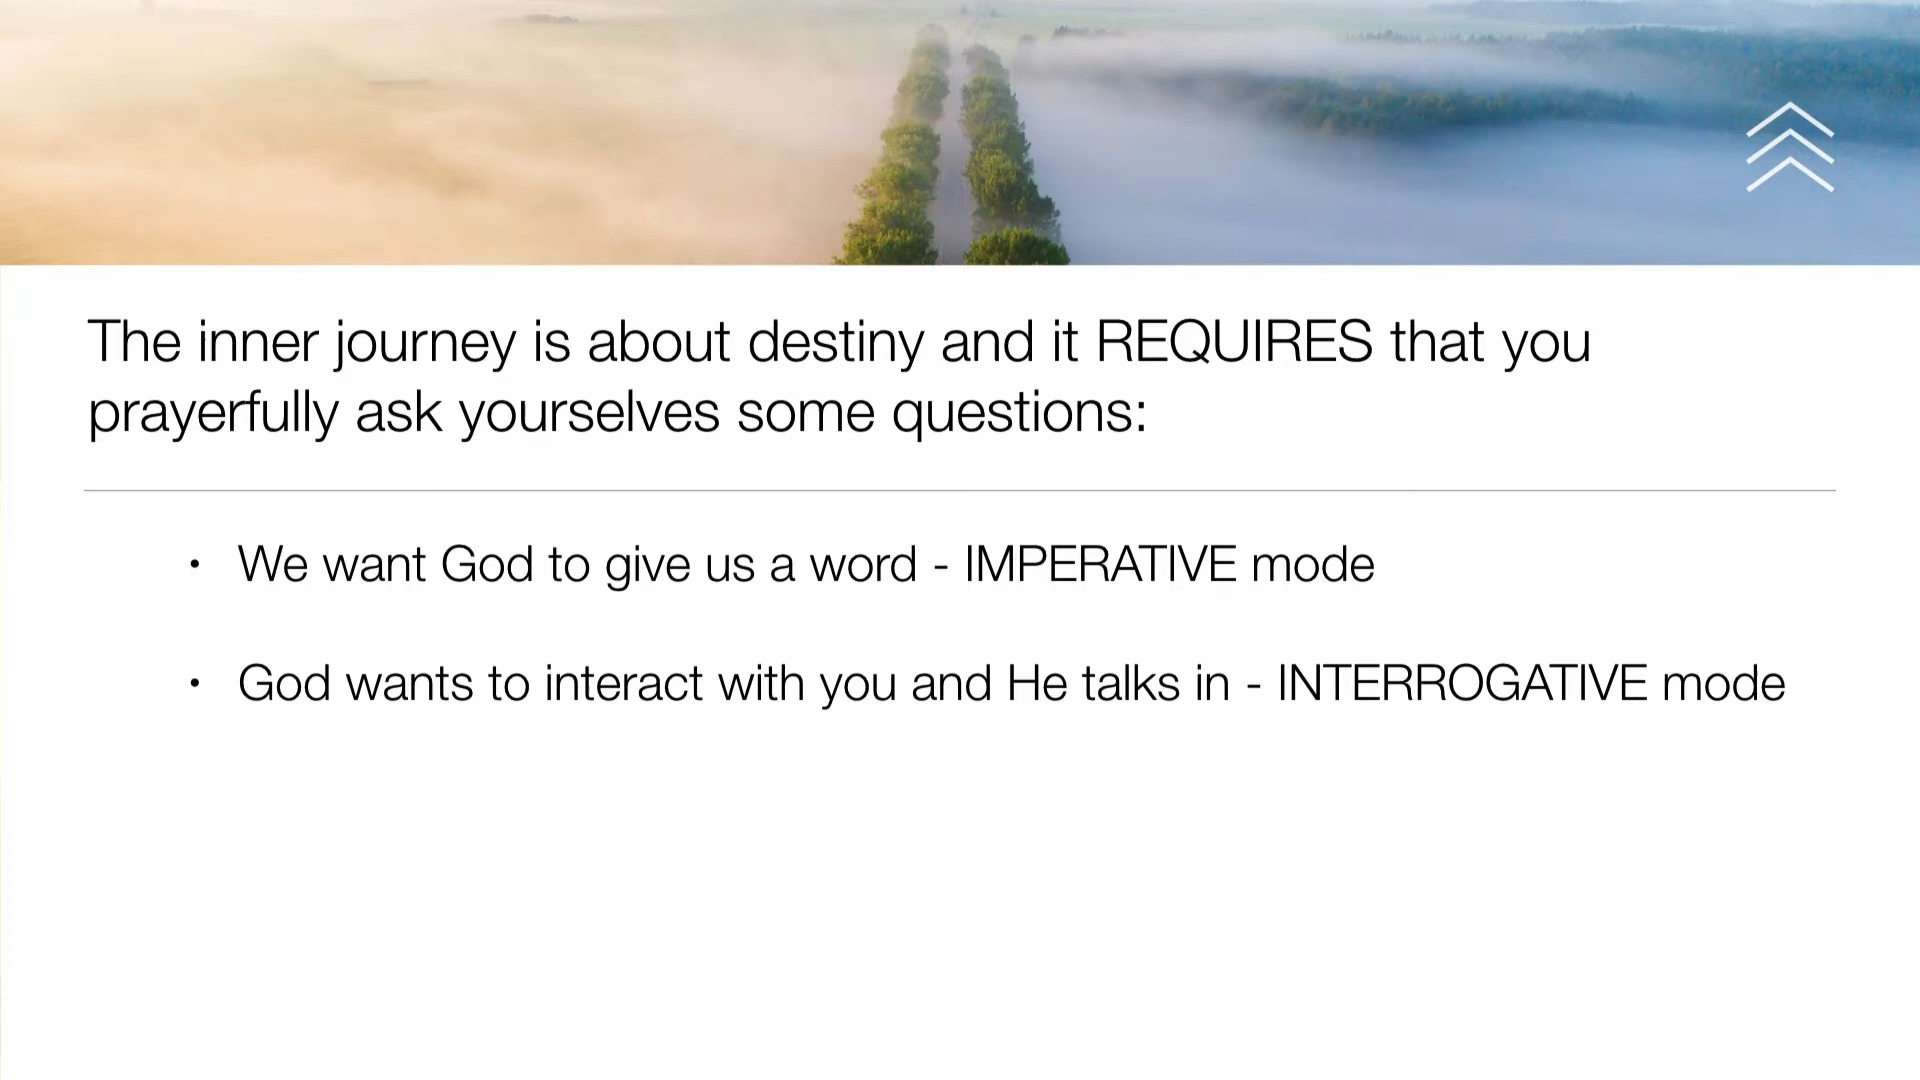 The inner journey is about destiny and it REQUIRES that you
prayerfully ask yourselves some questions:
• We want God to give us a word - IMPERATIVE mode
• God wants to interact with you and He talks in - INTERROGATIVE mode